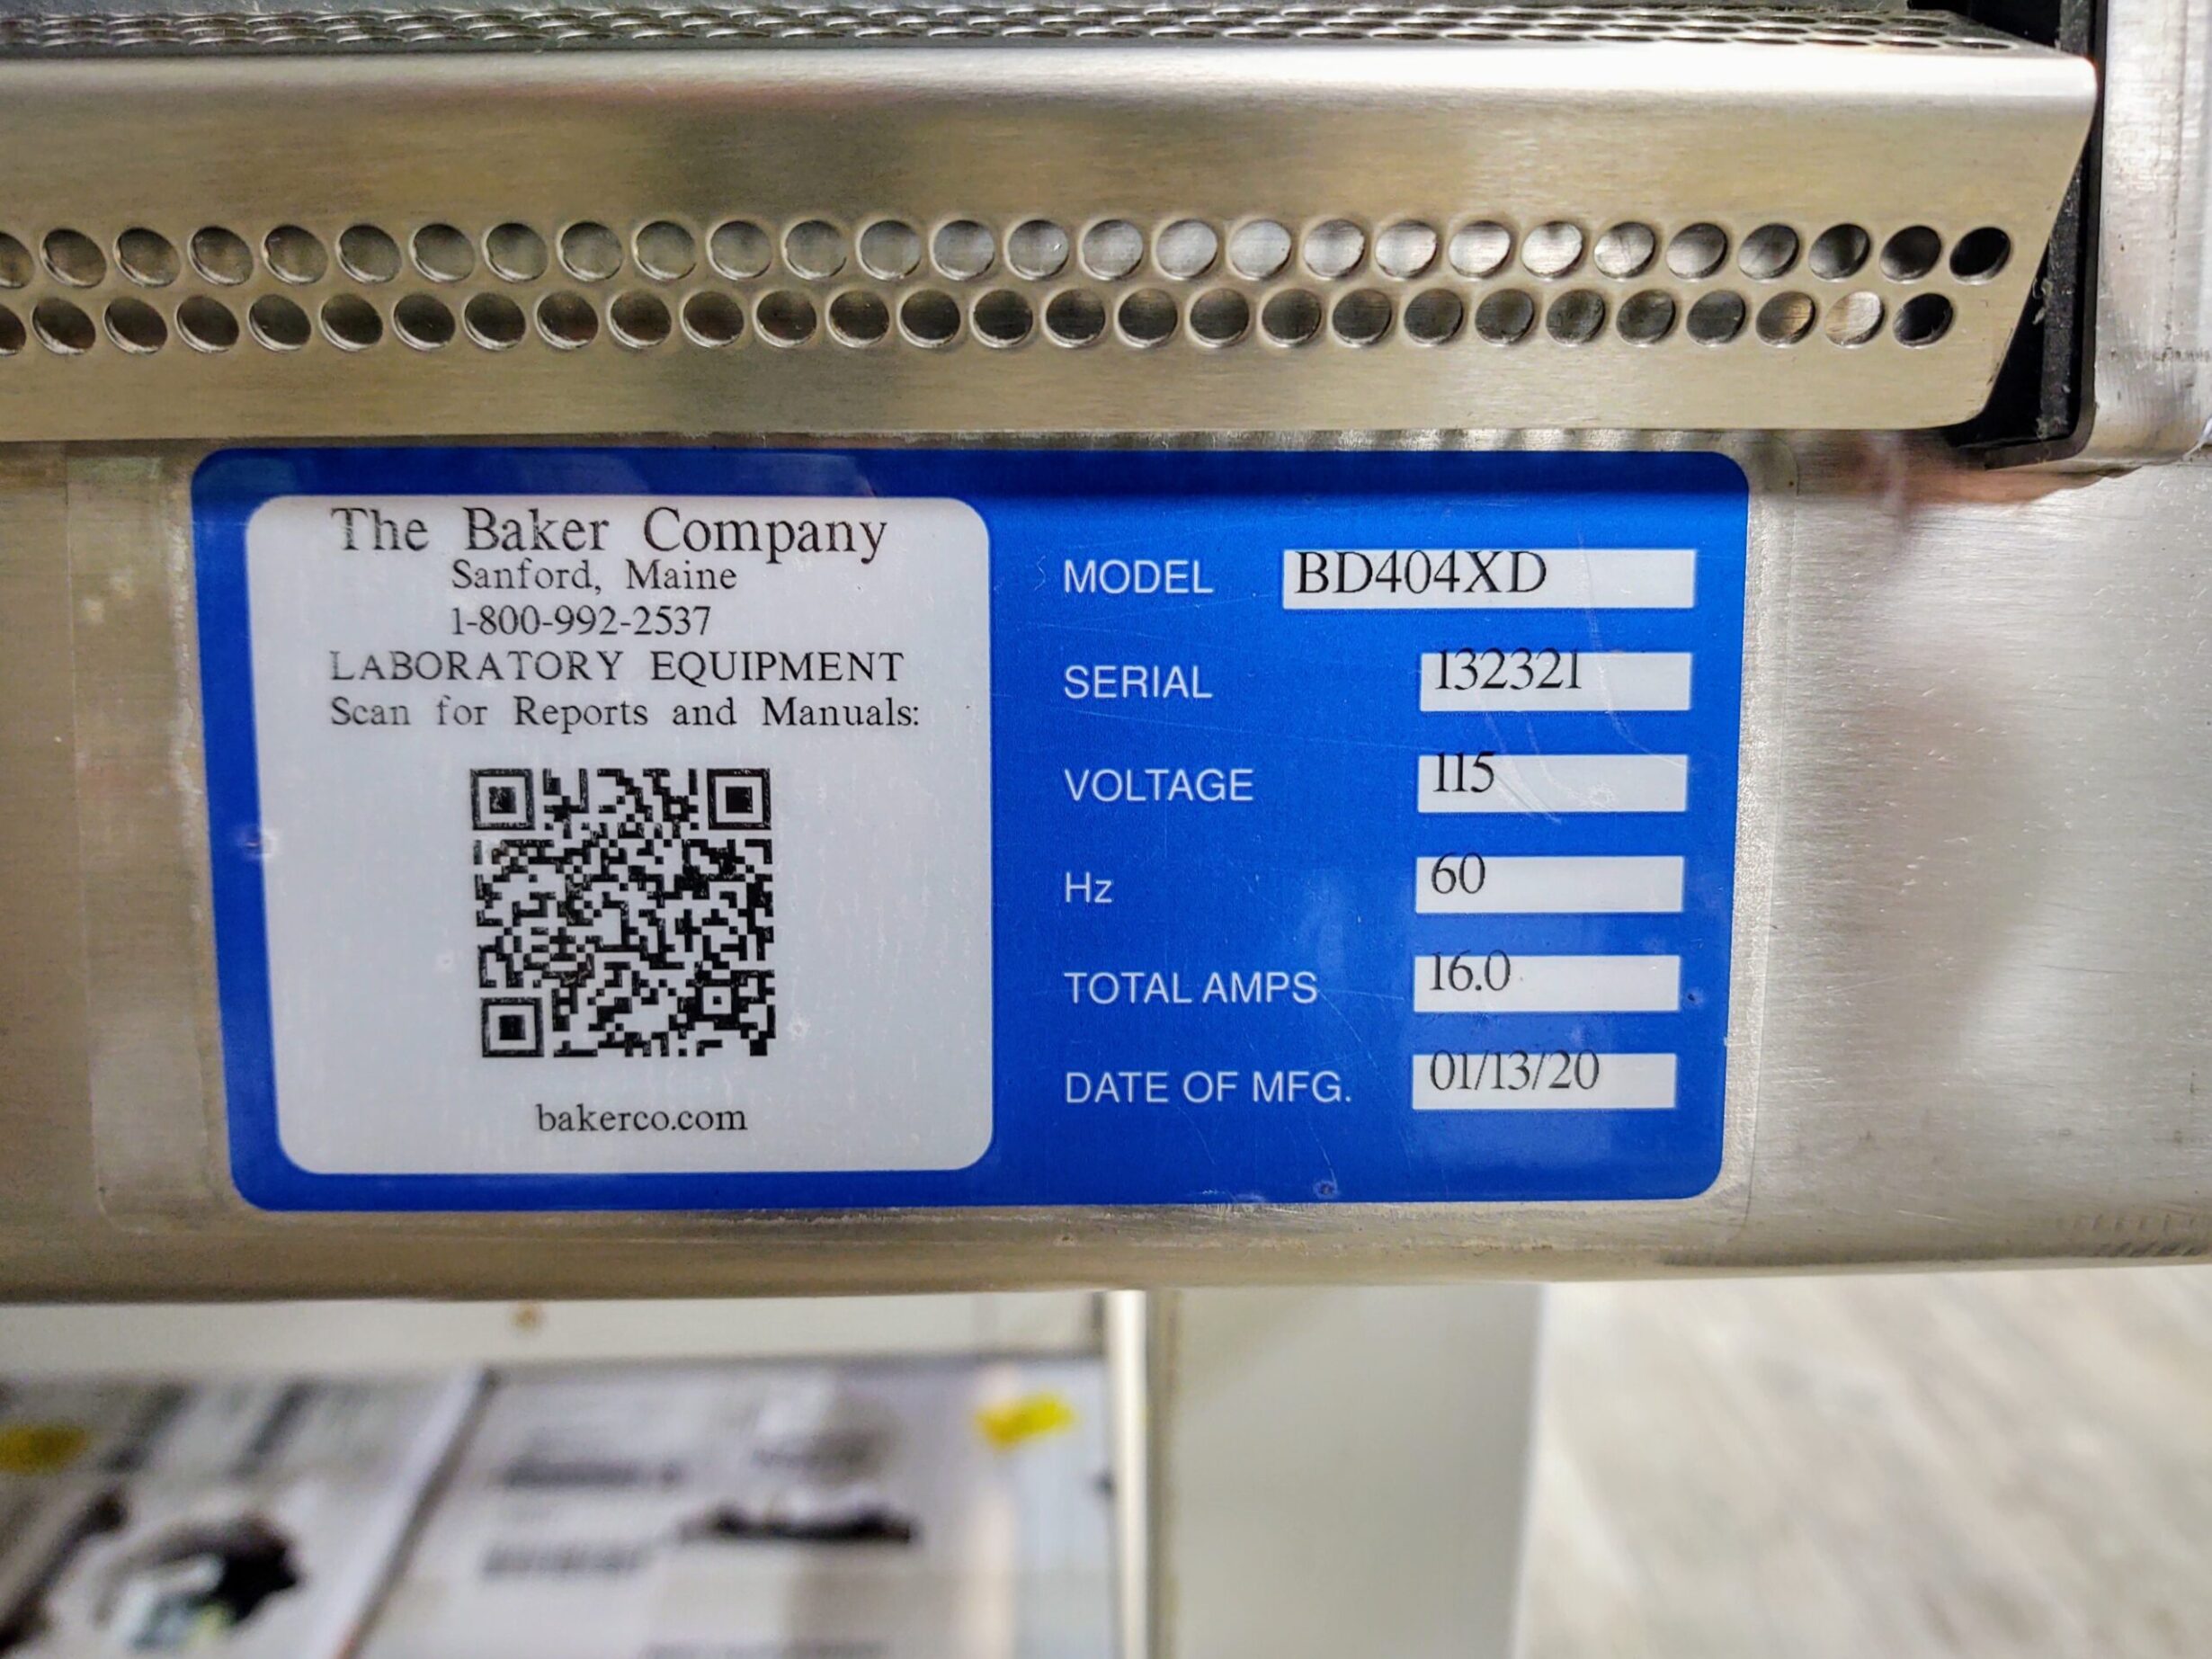 The Baker Company
Sanford, Maine
1-800-992-2537
LABORATORY EQUIPMENT
Scan for Reports and Manuals:
bakerco.com
MODEL BD404XD
SERIAL 132321
VOLTAGE 115
Hz 60
TOTAL AMPS 16.0
DATE OF MFG. 01/13/20